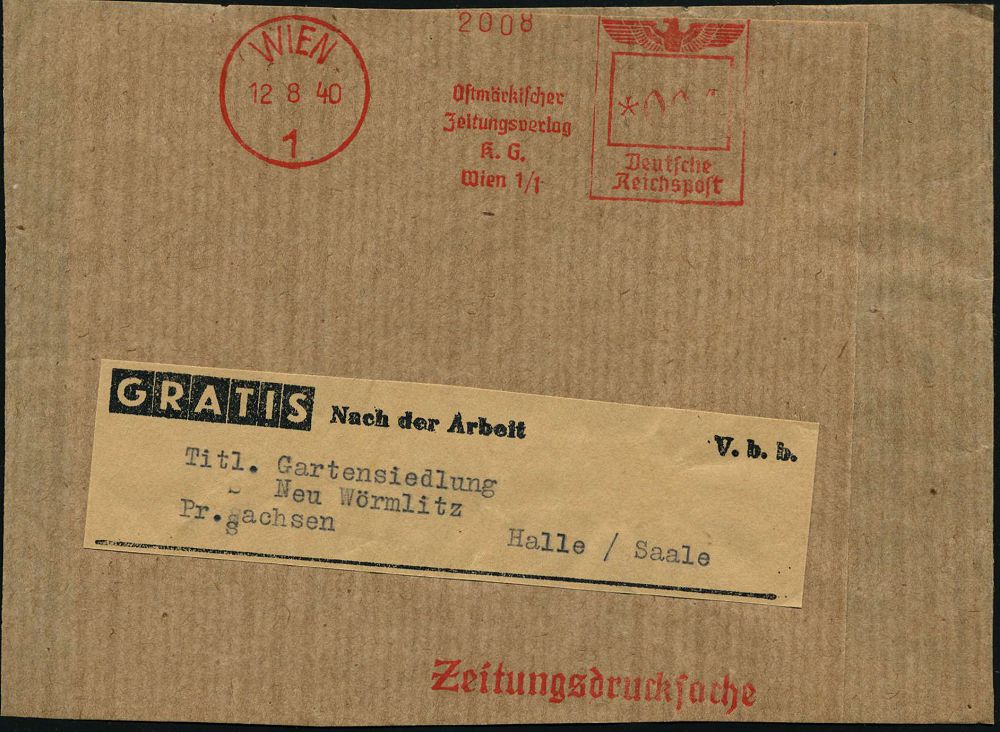 WIEN
12 8 40
1
2008
Ostmärkischer
Zeitungsverlag
K. G.
Wien 1/1
Deutsche
Reichspost
GRATIS Nach der Arbeit V. b. b.
Titl. Gartensiedlung
Neu Wörmlitz
Pr. Sachsen
Halle / Saale
Zeitungsdrucksache